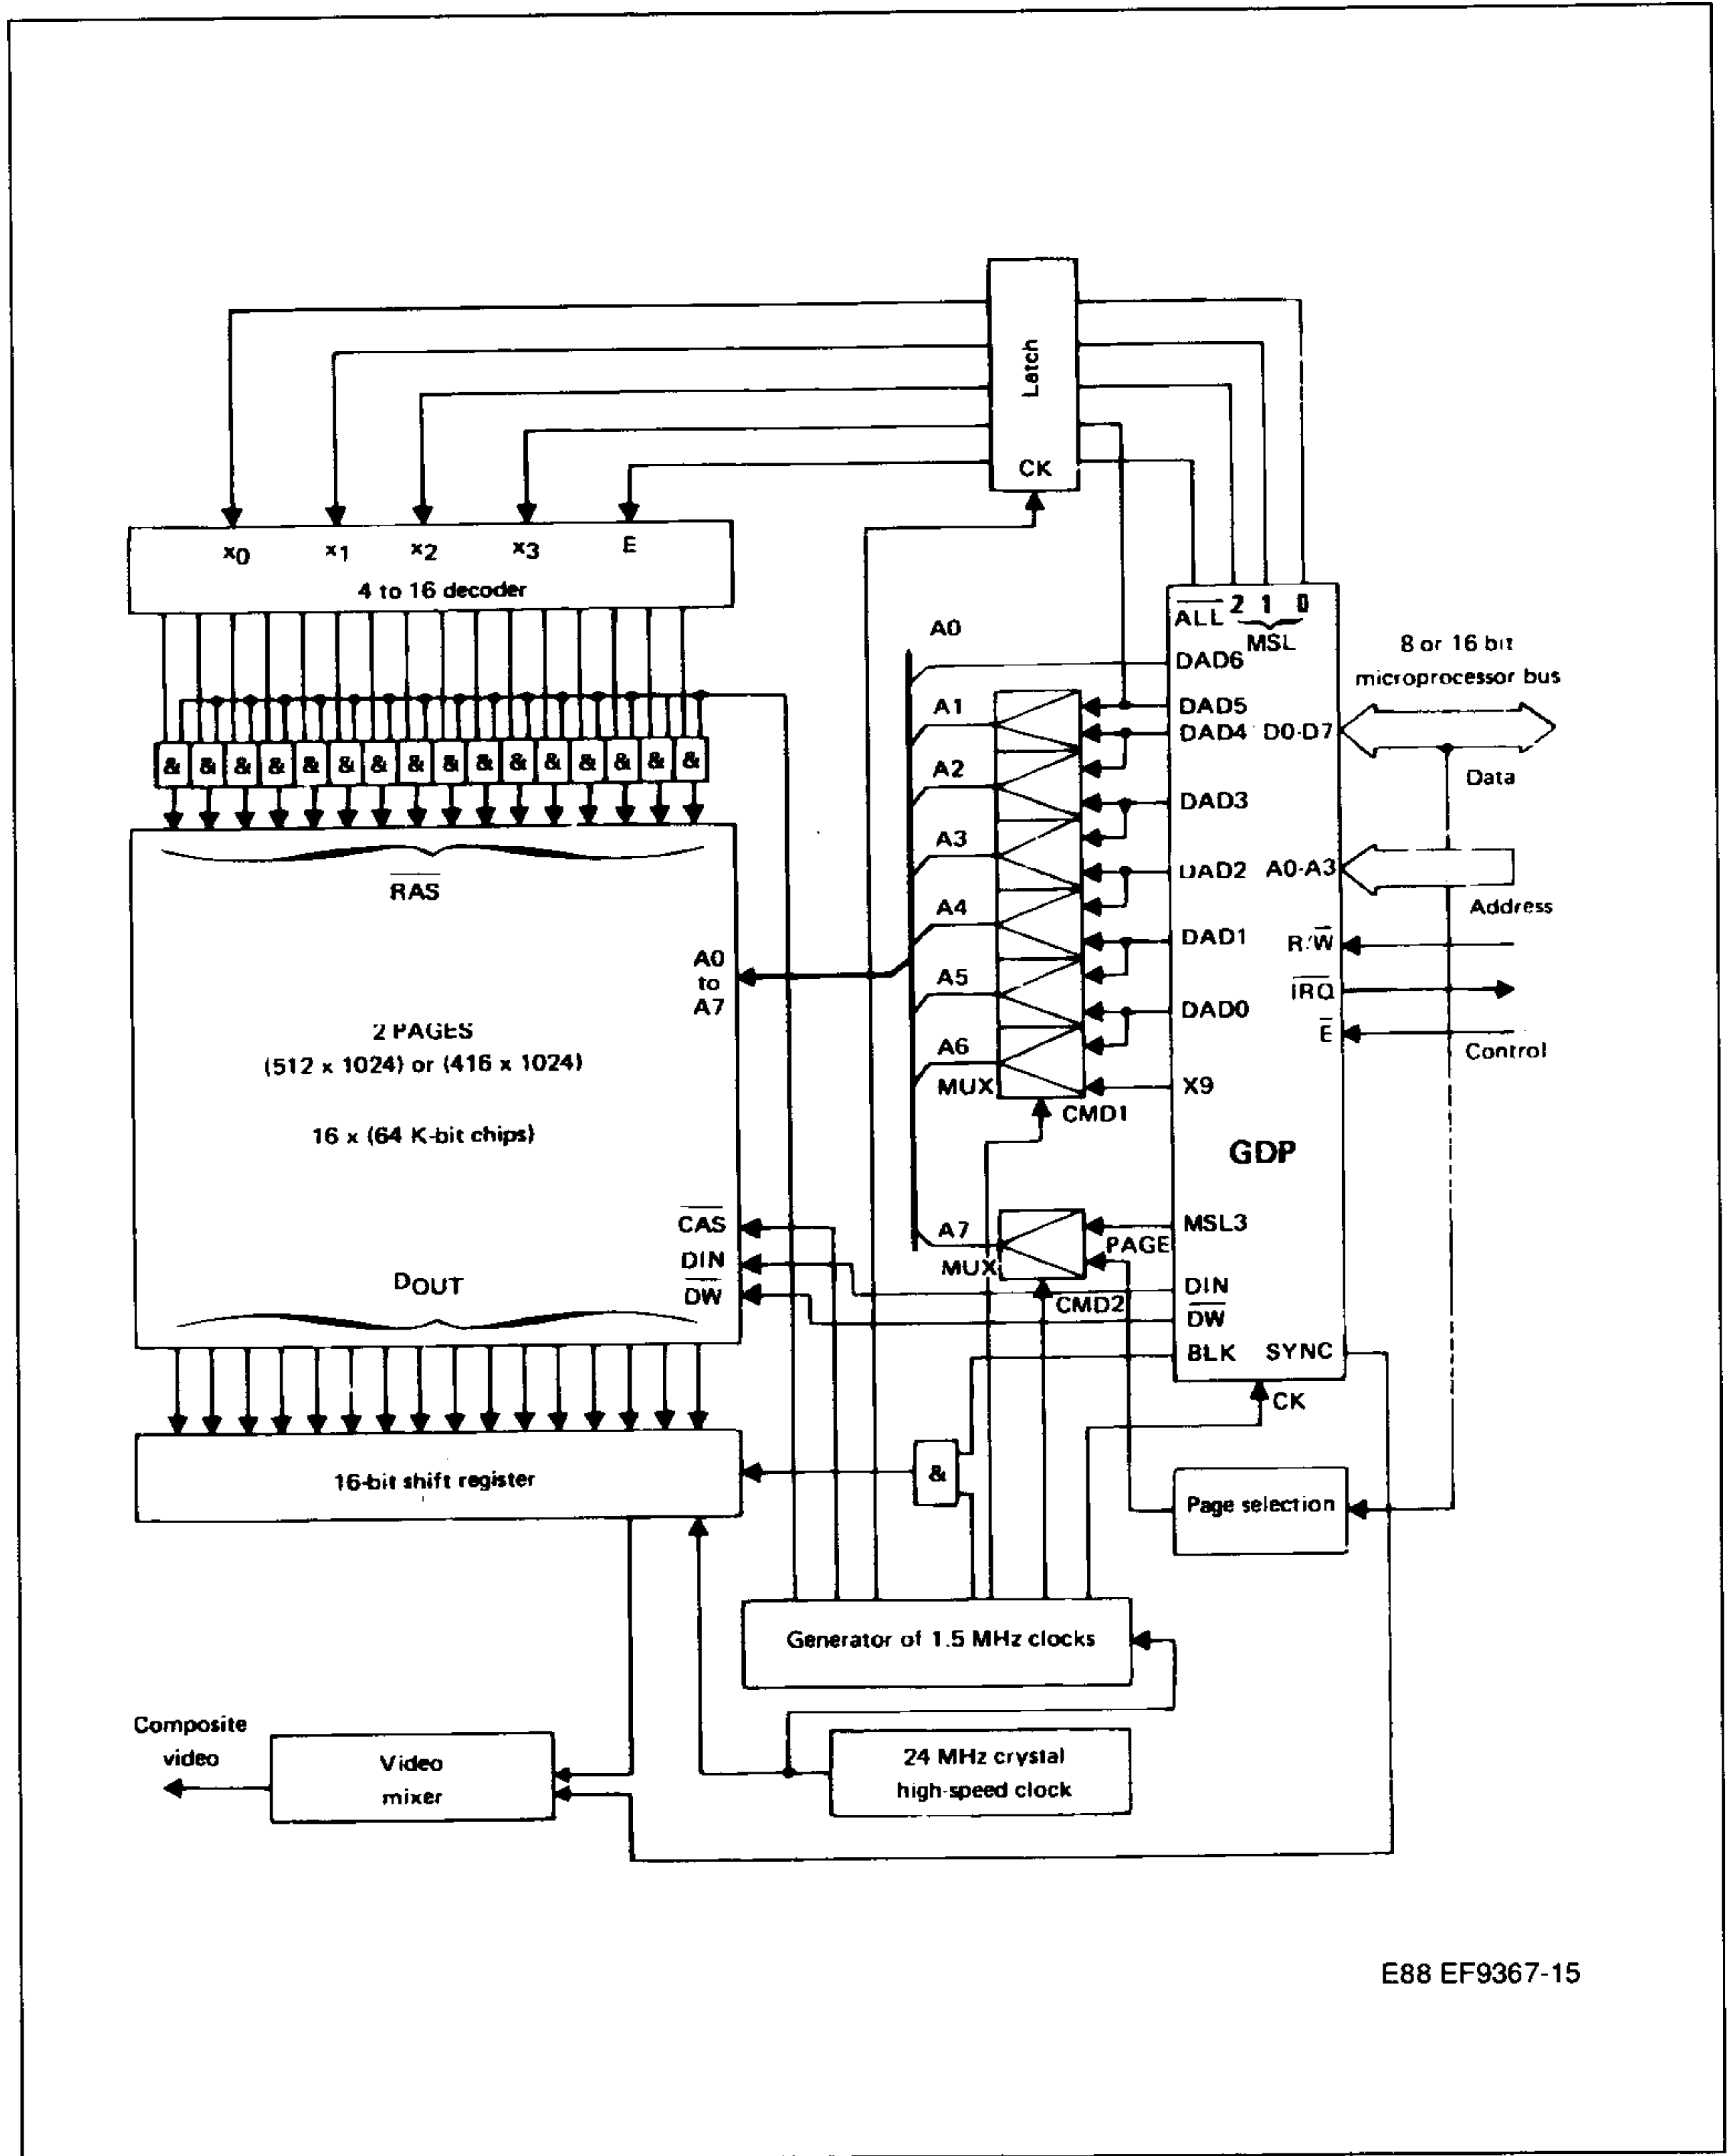 Latch
CK
x0 x1 x2 x3 E
4 to 16 decoder
& & & & & & & & & & & & & & & &
RAS
A0
to
A7
2 PAGES
(512 x 1024) or (416 x 1024)
16 x (64 K-bit chips)
CAS
DIN
DW
DOUT
16-bit shift register
&
A0
A1
A2
A3
A4
A5
A6
MUX
CMD1
A7
MUX
CMD2
PAGE
ALL 2 1 0
MSL
DAD6
DAD5
DAD4 D0-D7
DAD3
DAD2 A0-A3
DAD1
R/W
IRQ
DAD0
E
X9
GDP
MSL3
DIN
DW
BLK SYNC
CK
8 or 16 bit
microprocessor bus
Data
Address
Control
Page selection
Generator of 1.5 MHz clocks
24 MHz crystal
high-speed clock
Composite
video
Video
mixer
E88 EF9367-15